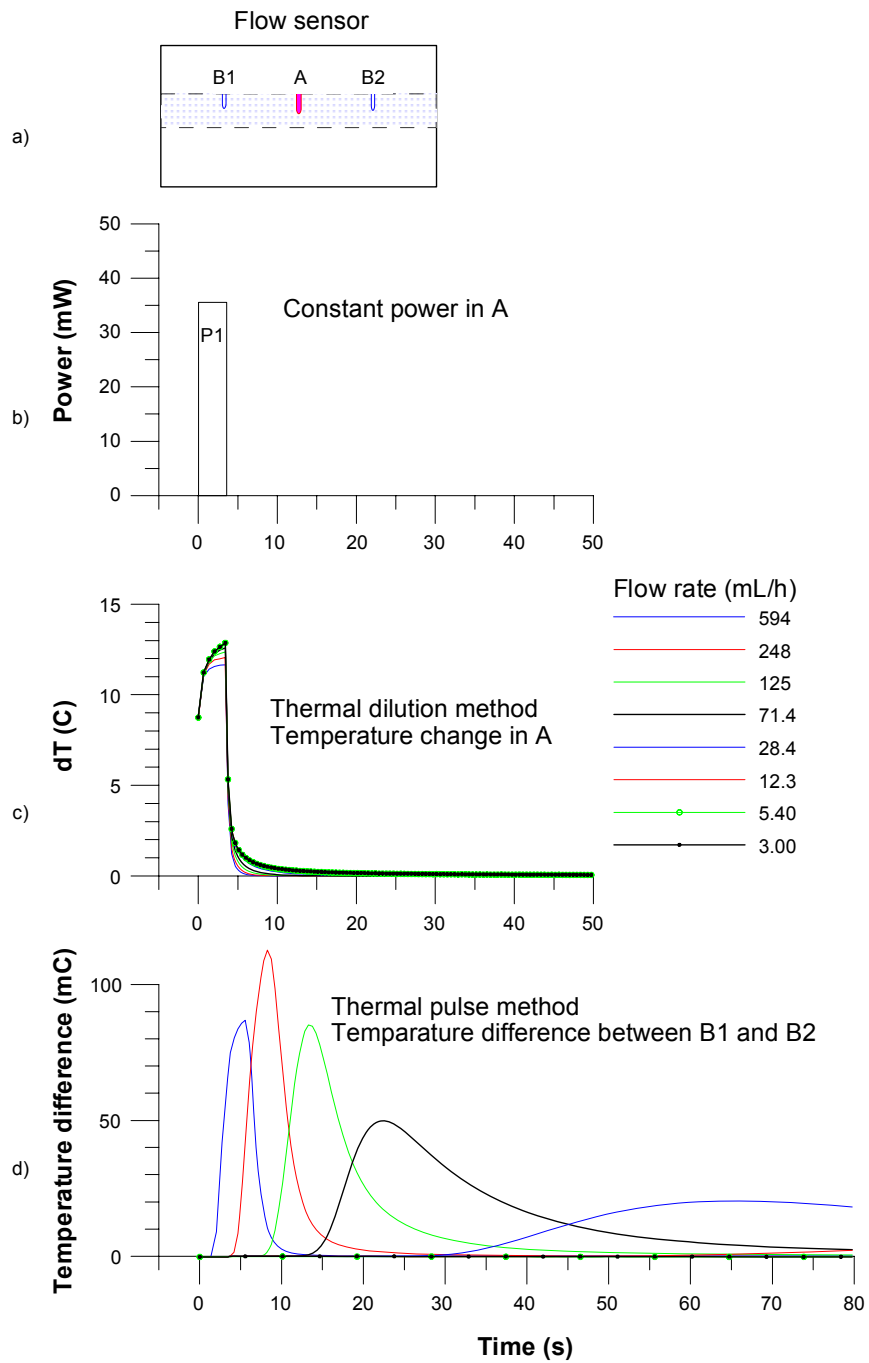 Flow sensor
B1 A B2
a)
50
40
30
20
10
0
Power (mW)
P1
Constant power in A
b)
0 10 20 30 40 50
15
10
5
0
dT (C)
Thermal dilution method
Temperature change in A
c)
0 10 20 30 40 50
Flow rate (mL/h)
594
248
125
71.4
28.4
12.3
5.40
3.00
100
50
0
Temperature difference (mC)
Thermal pulse method
Temparature difference between B1 and B2
d)
0 10 20 30 40 50 60 70 80
Time (s)